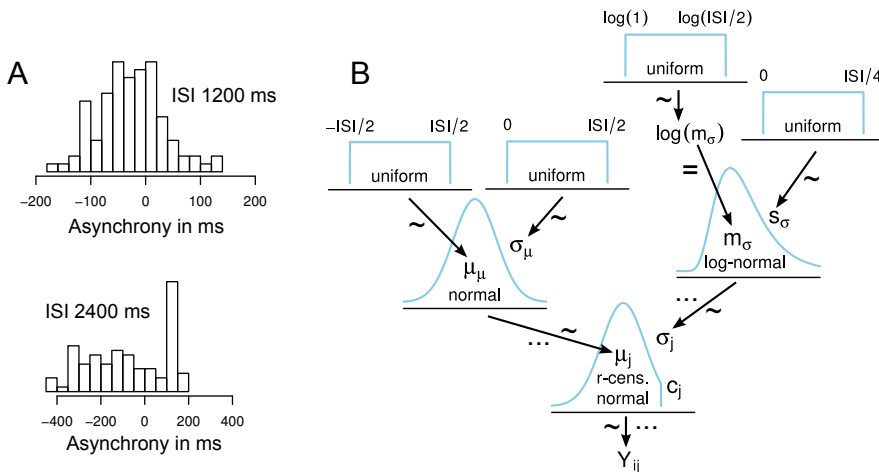 A
ISI 1200 ms
-200 -100 0 100 200
Asynchrony in ms
ISI 2400 ms
-400 -200 0 200 400
Asynchrony in ms
B
log(1) log(ISI/2)
uniform
~
log(mσ)
=
0 ISI/4
uniform
~
−ISI/2 ISI/2
uniform
~
0 ISI/2
uniform
~
μμ
σμ
normal
mσ
sσ
log-normal
... ~
... ~
μj
σj
r-cens.
normal
cj
~ ...
Yij